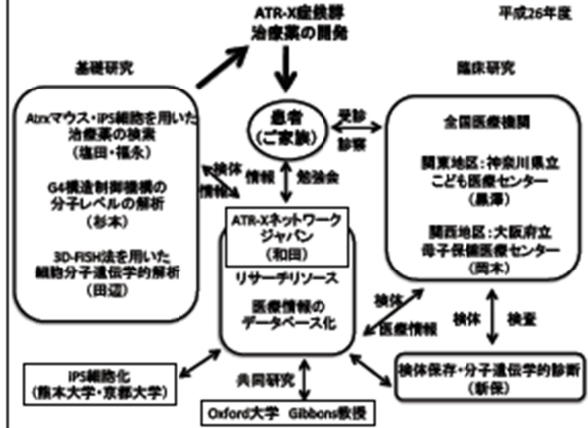 ATR-X症候群
治療薬の開発
平成26年度
基礎研究
臨床研究
Atrxマウス・iPS細胞を用いた
治療薬の検索
(塩田・福永)
G4構造制御機構の
分子レベルの解析
(杉本)
3D-FISH法を用いた
細胞分子遺伝学的解析
(田辺)
患者
(ご家族)
受診
診察
全国医療機関
関東地区:神奈川県立
こども医療センター
(黒澤)
関西地区:大阪府立
母子保健医療センター
(岡本)
検体
情報
情報
勉強会
ATR-Xネットワーク
ジャパン
(和田)
リサーチリソース
医療情報の
データベース化
検体
医療情報
検体
検査
iPS細胞化
(熊本大学・京都大学)
共同研究
検体保存・分子遺伝学的診断
(新保)
Oxford大学 Gibbons教授